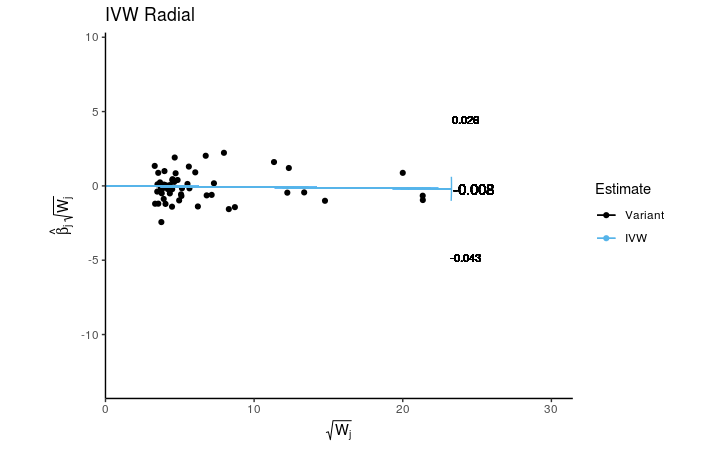 IVW Radial
10
5
0
-5
-10
β̂j√Wj
0.026
-0.008
-0.043
0
10
20
30
√Wj
Estimate
Variant
IVW